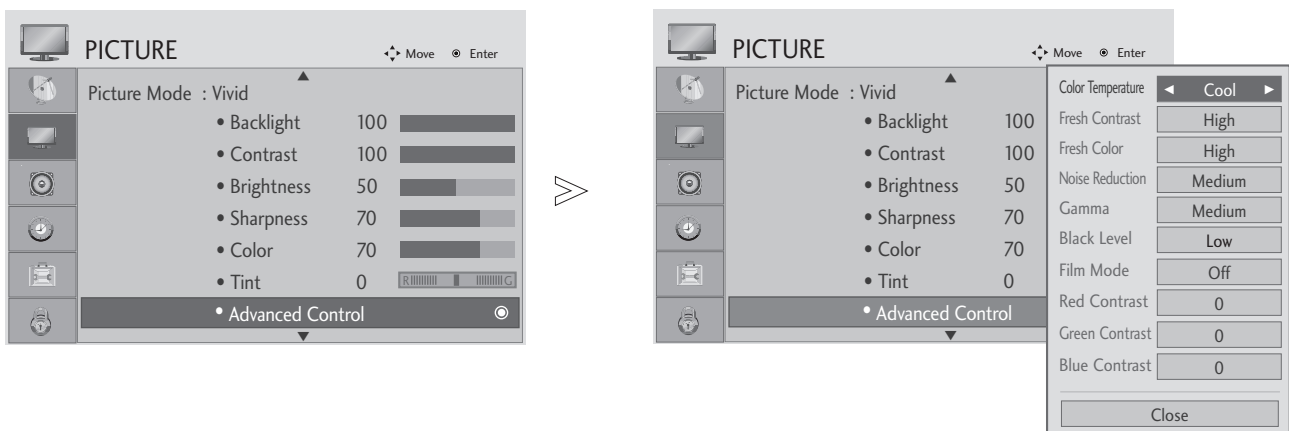 PICTURE
Move Enter
Picture Mode : Vivid
• Backlight 100
• Contrast 100
• Brightness 50
• Sharpness 70
• Color 70
• Tint 0 R G
• Advanced Control
PICTURE
Move Enter
Picture Mode : Vivid
• Backlight 100
• Contrast 100
• Brightness 50
• Sharpness 70
• Color 70
• Tint 0
• Advanced Control
Color Temperature ◄ Cool ►
Fresh Contrast High
Fresh Color High
Noise Reduction Medium
Gamma Medium
Black Level Low
Film Mode Off
Red Contrast 0
Green Contrast 0
Blue Contrast 0
Close